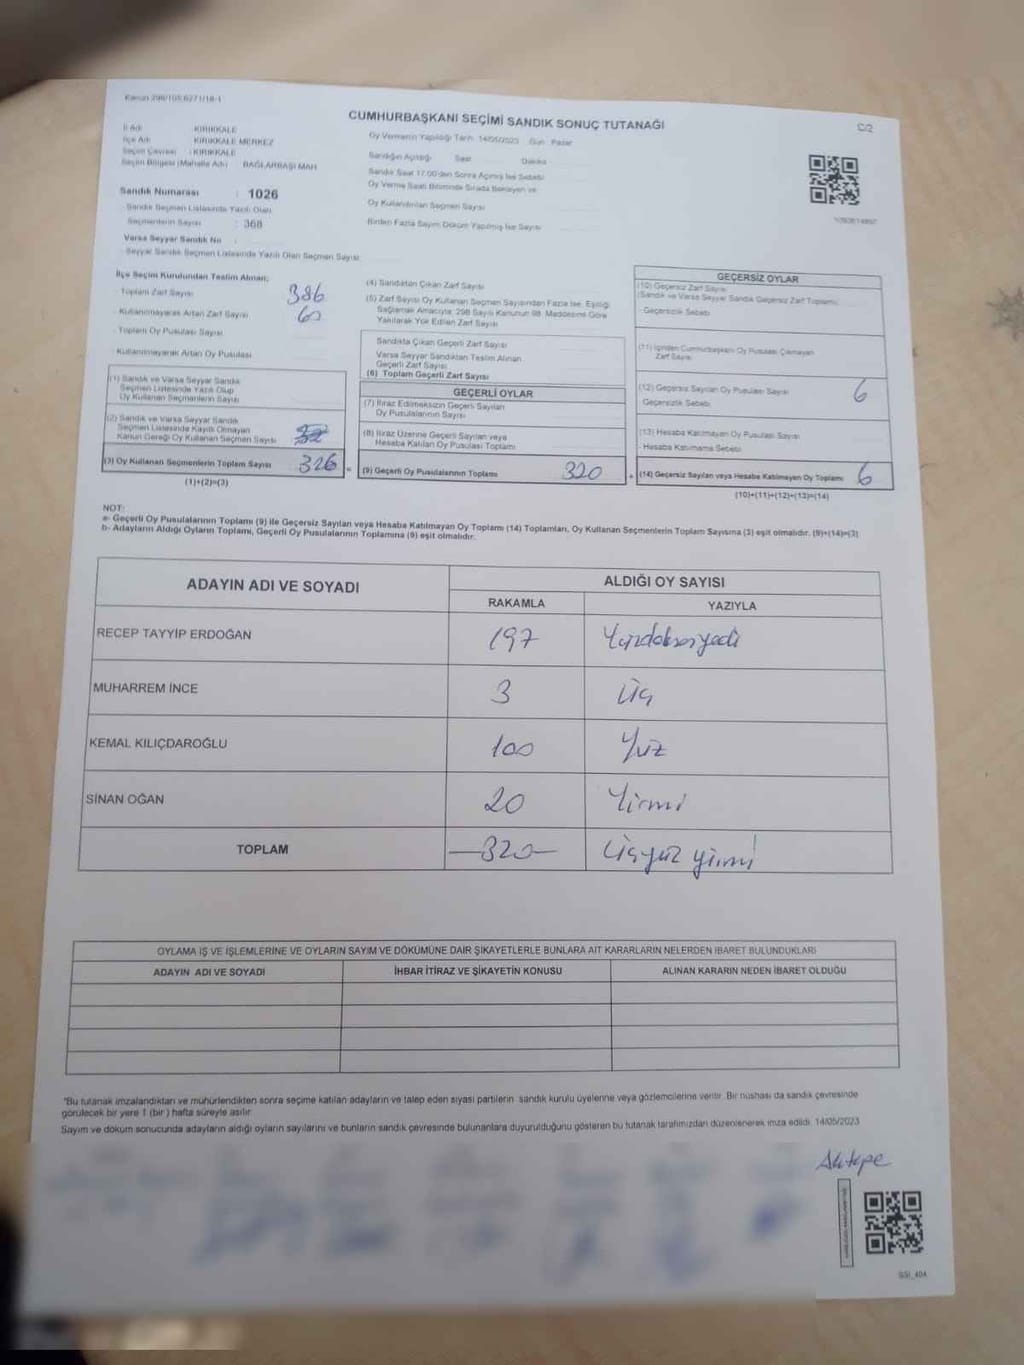 Kanun 298/105,6271/18-1
CUMHURBAŞKANI SEÇİMİ SANDIK SONUÇ TUTANAĞI
C/2
İl Adı : KIRIKKALE
İlçe Adı : KIRIKKALE MERKEZ
Seçim Çevresi : KIRIKKALE
Seçim Bölgesi (Mahalle Adı) : BAĞLARBAŞI MAH.
Sandık Numarası : 1026
Sandık Seçmen Listesinde Yazılı Olan
Seçmenlerin Sayısı : 368
Varsa Seyyar Sandık No :
Seyyar Sandık Seçmen Listesinde Yazılı Olan Seçmen Sayısı:
Oy Vermenin Yapıldığı Tarih: 14/05/2023 Gün: Pazar
Sandığın Açıldığı Saat Dakika
Sandık Saat 17.00'den Sonra Açılmış İse Sebebi
Oy Verme Saati Bitiminde Sırada Bekleyen ve
Oy Kullandırılan Seçmen Sayısı
Birden Fazla Sayım Döküm Yapılmış İse Sayısı
İlçe Seçim Kurulundan Teslim Alınan;
Toplam Zarf Sayısı 386
Kullanılmayarak Artan Zarf Sayısı 60
Toplam Oy Pusulası Sayısı
Kullanılmayarak Artan Oy Pusulası
(1) Sandık ve Varsa Seyyar Sandık
Seçmen Listesinde Yazılı Olup
Oy Kullanan Seçmenlerin Sayısı
(2) Sandık ve Varsa Seyyar Sandık
Seçmen Listesinde Kayıtlı Olmayan
Kanun Gereği Oy Kullanan Seçmen Sayısı
(3) Oy Kullanan Seçmenlerin Toplam Sayısı 326
(1)+(2)=(3)
(4) Sandıktan Çıkan Zarf Sayısı
(5) Zarf Sayısı Oy Kullanan Seçmen Sayısından Fazla İse, Eşitliği
Sağlamak Amacıyla; 298 Sayılı Kanunun 98. Maddesine Göre
Yakılarak Yok Edilen Zarf Sayısı
Sandıkta Çıkan Geçerli Zarf Sayısı
Varsa Seyyar Sandıktan Teslim Alınan
Geçerli Zarf Sayısı
(6) Toplam Geçerli Zarf Sayısı
GEÇERLİ OYLAR
(7) İtiraz Edilmeksizin Geçerli Sayılan
Oy Pusulalarının Sayısı
(8) İtiraz Üzerine Geçerli Sayılan veya
Hesaba Katılan Oy Pusulası Toplamı
= (9) Geçerli Oy Pusulalarının Toplamı 320
GEÇERSİZ OYLAR
(10) Geçersiz Zarf Sayısı
(Sandık ve Varsa Seyyar Sandık Geçersiz Zarf Toplamı)
Geçersizlik Sebebi
(11) İçinden Cumhurbaşkanı Oy Pusulası Çıkmayan
Zarf Sayısı
(12) Geçersiz Sayılan Oy Pusulası Sayısı 6
Geçersizlik Sebebi
(13) Hesaba Katılmayan Oy Pusulası Sayısı
Hesaba Katılmama Sebebi
+ (14) Geçersiz Sayılan veya Hesaba Katılmayan Oy Toplamı 6
(10)+(11)+(12)+(13)=(14)
NOT:
a- Geçerli Oy Pusulalarının Toplamı (9) ile Geçersiz Sayılan veya Hesaba Katılmayan Oy Toplamı (14) Toplamları, Oy Kullanan Seçmenlerin Toplam Sayısına (3) eşit olmalıdır. (9)+(14)=(3)
b- Adayların Aldığı Oyların Toplamı, Geçerli Oy Pusulalarının Toplamına (9) eşit olmalıdır.
ADAYIN ADI VE SOYADI ALDIĞI OY SAYISI
RAKAMLA YAZIYLA
RECEP TAYYİP ERDOĞAN 197 Yüzdoksanyedi
MUHARREM İNCE 3 Üç
KEMAL KILIÇDAROĞLU 100 Yüz
SİNAN OĞAN 20 Yirmi
TOPLAM —320— Üçyüz yirmi
OYLAMA İŞ VE İŞLEMLERİNE VE OYLARIN SAYIM VE DÖKÜMÜNE DAİR ŞİKAYETLERLE BUNLARA AİT KARARLARIN NELERDEN İBARET BULUNDUKLARI
ADAYIN ADI VE SOYADI İHBAR İTİRAZ VE ŞİKAYETİN KONUSU ALINAN KARARIN NEDEN İBARET OLDUĞU
"Bu tutanak imzalandıktan ve mühürlendikten sonra seçime katılan adayların ve talep eden siyasi partilerin sandık kurulu üyelerine veya gözlemcilerine verilir. Bir nüshası da sandık çevresinde
görülecek bir yere 1 (bir) hafta süreyle asılır.
Sayım ve döküm sonucunda adayların aldığı oyların sayılarını ve bunların sandık çevresinde bulunanlara duyurulduğunu gösteren bu tutanak tarafımızdan düzenlenerek imza edildi. 14/05/2023
Aktepe